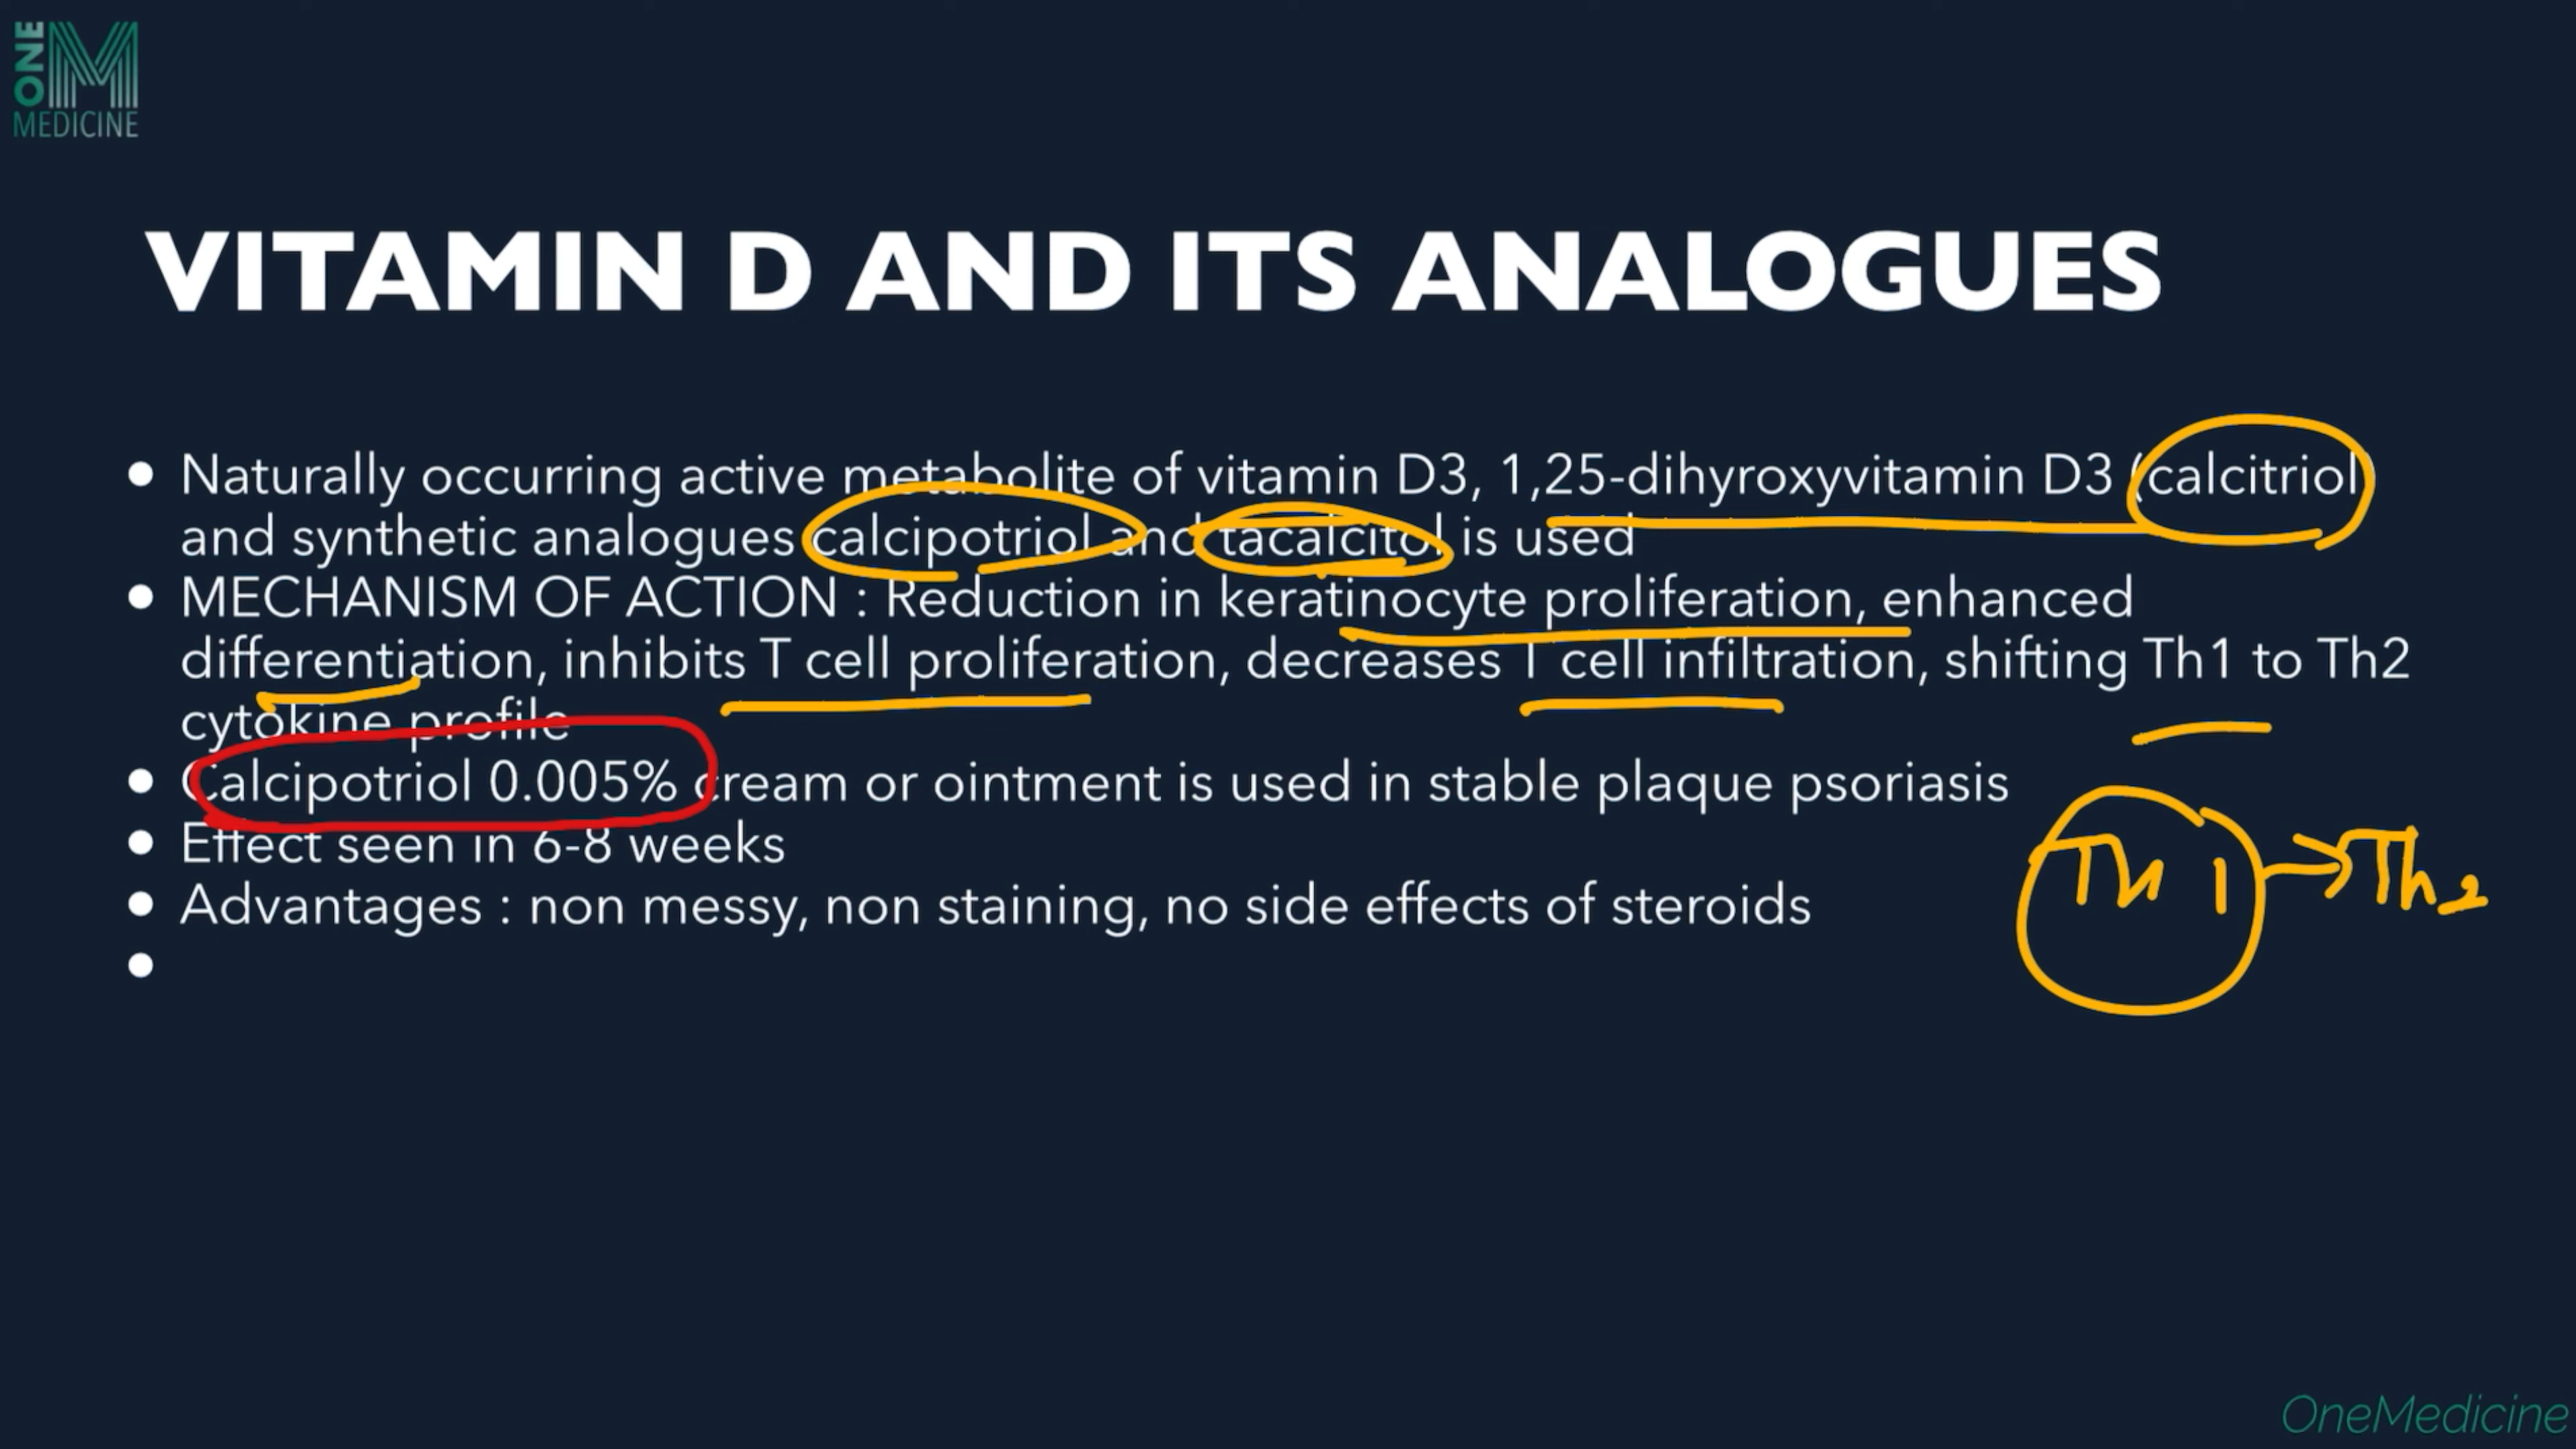 ONE
MEDICINE
VITAMIN D AND ITS ANALOGUES
Naturally occurring active metabolite of vitamin D3, 1,25-dihyroxyvitamin D3 (calcitriol)
and synthetic analogues calcipotriol and tacalcitol is used
MECHANISM OF ACTION : Reduction in keratinocyte proliferation, enhanced
differentiation, inhibits T cell proliferation, decreases T cell infiltration, shifting Th1 to Th2
cytokine profile
Calcipotriol 0.005% cream or ointment is used in stable plaque psoriasis
Effect seen in 6-8 weeks
Advantages : non messy, non staining, no side effects of steroids
Th 1 → Th2
OneMedicine